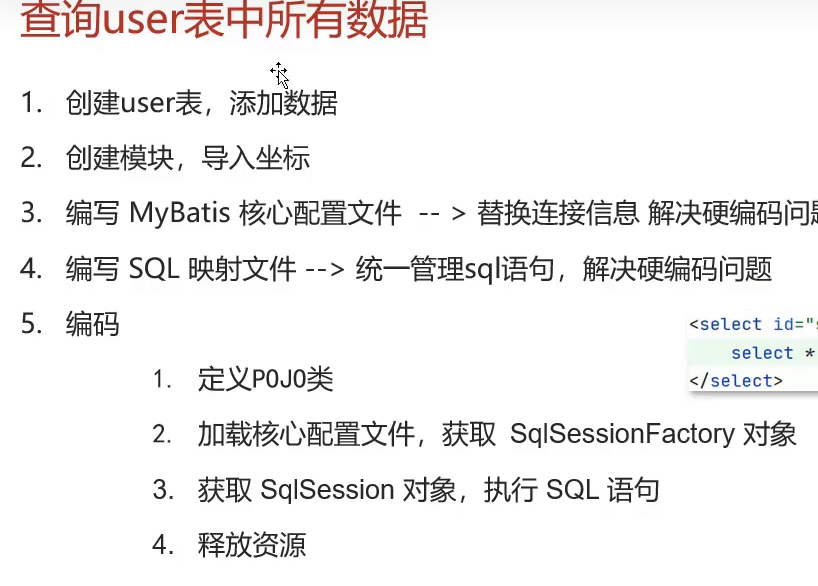 查询user表中所有数据
1. 创建user表，添加数据
2. 创建模块，导入坐标
3. 编写 MyBatis 核心配置文件 -- > 替换连接信息 解决硬编码问题
4. 编写 SQL 映射文件 --> 统一管理sql语句，解决硬编码问题
5. 编码
<select id="s
select *
</select>
1. 定义POJO类
2. 加载核心配置文件，获取 SqlSessionFactory 对象
3. 获取 SqlSession 对象，执行 SQL 语句
4. 释放资源